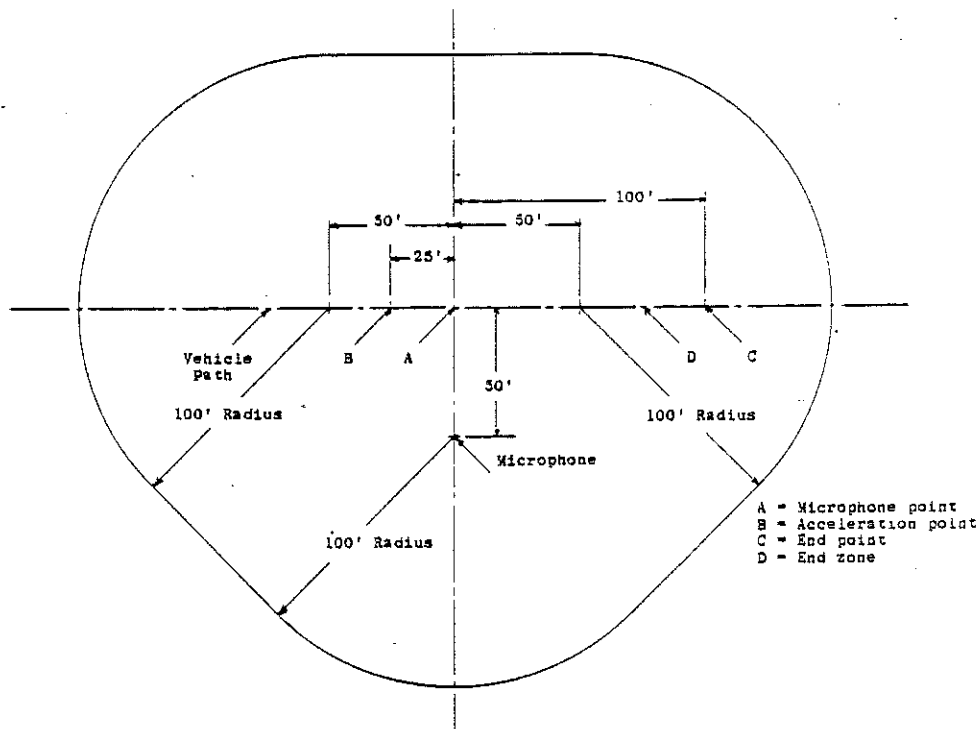 100'
50'
50'
25'
Vehicle
Path
B
A
D
C
50'
100' Radius
100' Radius
Microphone
A = Microphone point
B = Acceleration point
C = End point
D = End zone
100' Radius